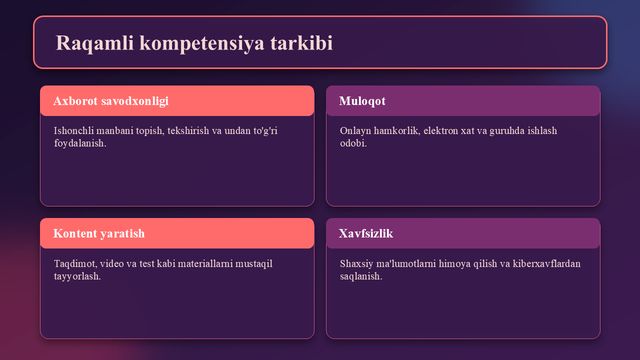 Raqamli kompetensiya tarkibi
Axborot savodxonligi
Ishonchli manbani topish, tekshirish va undan to'g'ri
foydalanish.
Muloqot
Onlayn hamkorlik, elektron xat va guruhda ishlash
odobi.
Kontent yaratish
Taqdimot, video va test kabi materiallarni mustaqil
tayyorlash.
Xavfsizlik
Shaxsiy ma'lumotlarni himoya qilish va kiberxavflardan
saqlanish.